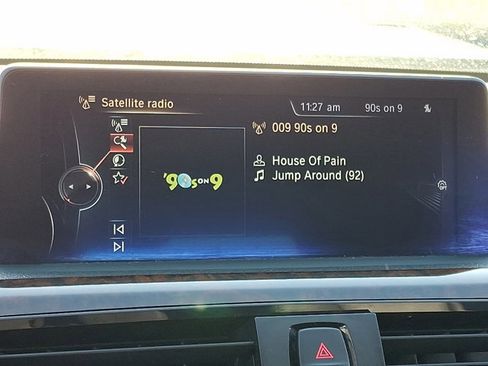 Satellite radio
11:27 am 90s on 9
009 90s on 9
House Of Pain
Jump Around (92)
'90s ON 9
OFF